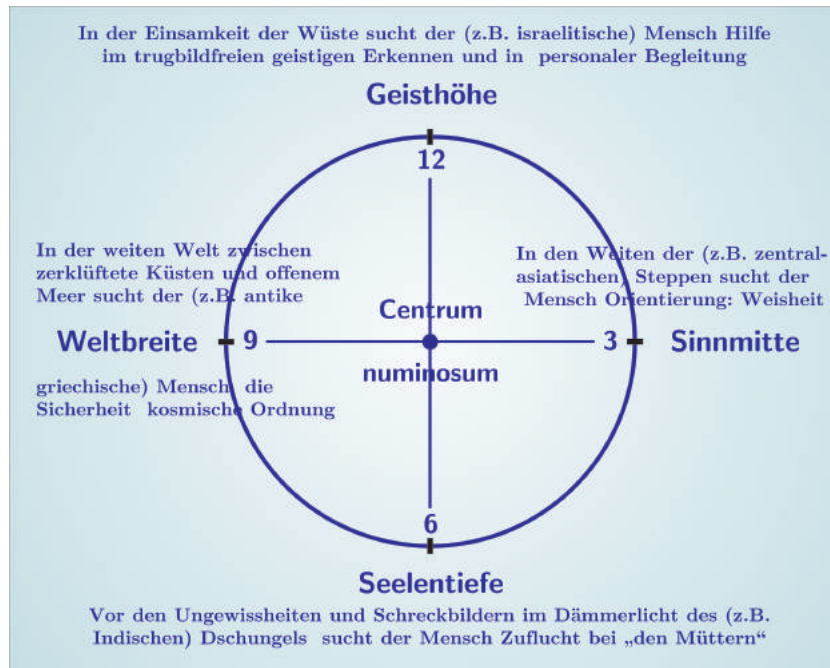 In der Einsamkeit der Wüste sucht der (z.B. israelitische) Mensch Hilfe
im trugbildfreien geistigen Erkennen und in personaler Begleitung
Geisthöhe
12
In der weiten Welt zwischen
zerklüftete Küsten und offenem
Meer sucht der (z.B. antike
Weltbreite
9
griechische) Mensch die
Sicherheit kosmische Ordnung
Centrum
numinosum
In den Weiten der (z.B. zentral-
asiatischen) Steppen sucht der
Mensch Orientierung: Weisheit
3
Sinnmitte
6
Seelentiefe
Vor den Ungewissheiten und Schreckbildern im Dämmerlicht des (z.B.
Indischen) Dschungels sucht der Mensch Zuflucht bei „den Müttern“